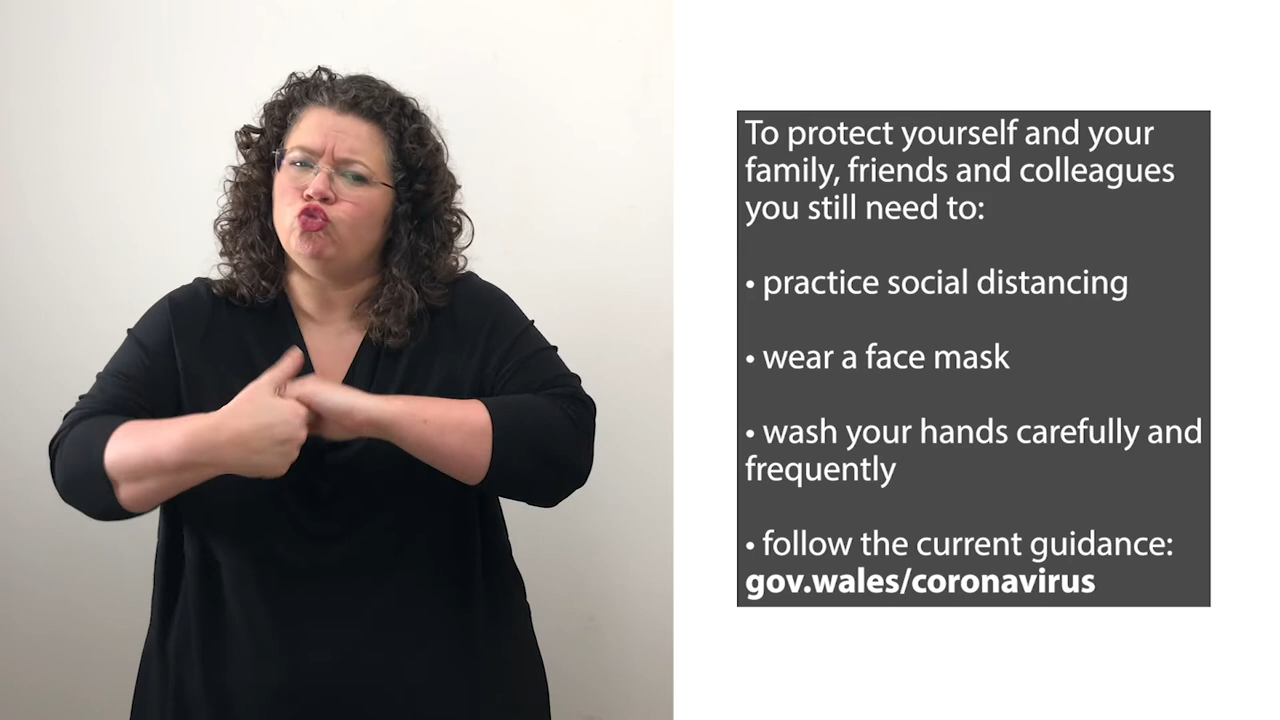 To protect yourself and your
family, friends and colleagues
you still need to:
• practice social distancing
• wear a face mask
• wash your hands carefully and
frequently
• follow the current guidance:
gov.wales/coronavirus